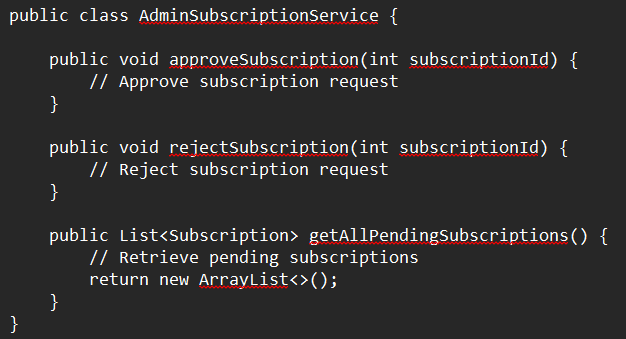 public class AdminSubscriptionService {
public void approveSubscription(int subscriptionId) {
// Approve subscription request
}
public void rejectSubscription(int subscriptionId) {
// Reject subscription request
}
public List<Subscription> getAllPendingSubscriptions() {
// Retrieve pending subscriptions
return new ArrayList<>();
}
}